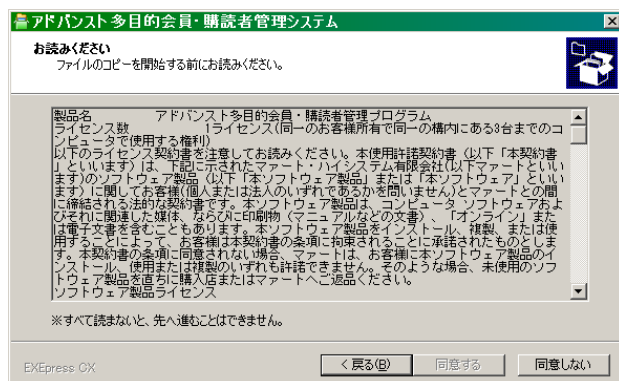 アドバンスト多目的会員・購読者管理システム
お読みください
ファイルのコピーを開始する前にお読みください。
製品名　　　アドバンスト多目的会員・購読者管理プログラム
ライセンス数　　　　　1ライセンス(同一のお客様所有で同一の構内にある8台までのコ
ンピュータで使用する権利)
以下のライセンス契約書を注意してお読みください。本使用許諾契約書（以下「本契約書
」といいます）は、下記に示されたマァート・ハイシステム有限会社(以下マァートといい
ます)のソフトウェア製品（以下「本ソフトウェア製品」または「本ソフトウェア」といい
ます）に関してお客様(個人または法人のいずれであるかを問いません)とマァートとの間
に締結される法的な契約書です。本ソフトウェア製品は、コンピュータ ソフトウェアおよ
びそれに関連した媒体、ならびに印刷物（マニュアルなどの文書）、「オンライン」また
は電子文書を含むこともあります。本ソフトウェア製品をインストール、複製、または使
用することによって、お客様は本契約書の条項に拘束されることに承諾されたものとしま
す。本契約書の条項に同意されない場合、マァートは、お客様に本ソフトウェア製品のイ
ンストール、使用または複製のいずれも許諾できません。そのような場合、未使用のソフ
トウェア製品を直ちに購入店またはマァートへご返品ください。
ソフトウェア製品ライセンス
※すべて読まないと、先へ進むことはできません。
EXEpress CX
< 戻る(B)
同意する
同意しない